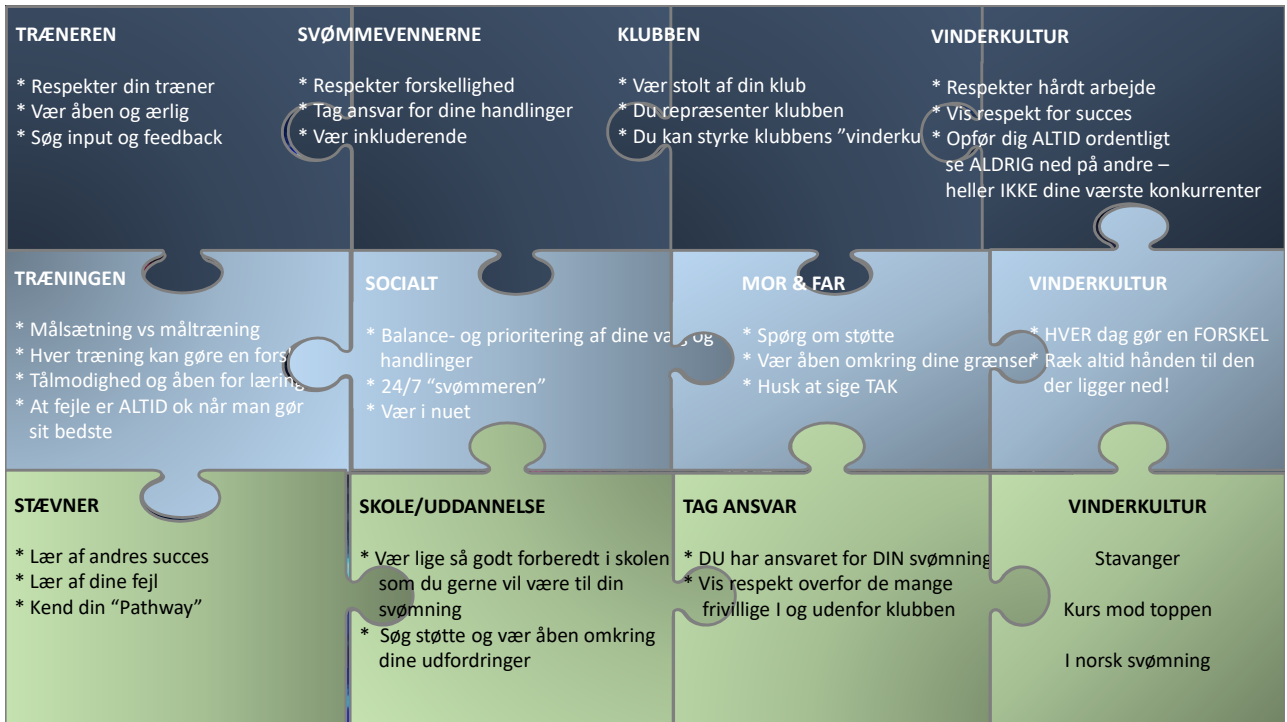 TRÆNEREN
* Respekter din træner
* Vær åben og ærlig
* Søg input og feedback
SVØMMEVENNERNE
* Respekter forskellighed
* Tag ansvar for dine handlinger
* Vær inkluderende
KLUBBEN
* Vær stolt af din klub
* Du repræsenter klubben
* Du kan styrke klubbens ”vinderku
VINDERKULTUR
* Respekter hårdt arbejde
* Vis respekt for succes
* Opfør dig ALTID ordentligt
se ALDRIG ned på andre –
heller IKKE dine værste konkurrenter
TRÆNINGEN
* Målsætning vs måltræning
* Hver træning kan gøre en forsk
* Tålmodighed og åben for læring
* At fejle er ALTID ok når man gør
sit bedste
SOCIALT
* Balance- og prioritering af dine valg og
handlinger
* 24/7 “svømmeren”
* Vær i nuet
MOR & FAR
* Spørg om støtte
* Vær åben omkring dine grænser
* Husk at sige TAK
VINDERKULTUR
* HVER dag gør en FORSKEL
* Ræk altid hånden til den
der ligger ned!
STÆVNER
* Lær af andres succes
* Lær af dine fejl
* Kend din “Pathway”
SKOLE/UDDANNELSE
* Vær lige så godt forberedt i skolen
som du gerne vil være til din
svømning
* Søg støtte og vær åben omkring
dine udfordringer
TAG ANSVAR
* DU har ansvaret for DIN svømning
* Vis respekt overfor de mange
frivillige I og udenfor klubben
VINDERKULTUR
Stavanger
Kurs mod toppen
I norsk svømning